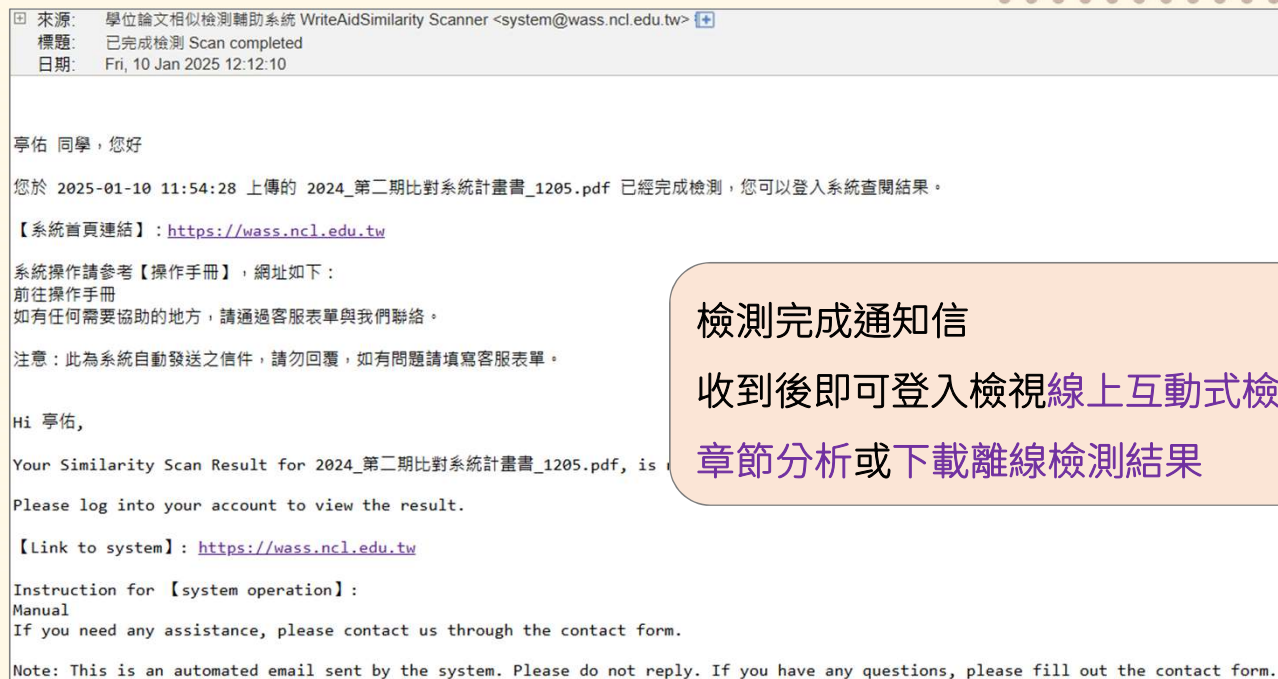 來源: 學位論文相似檢測輔助系統 WriteAidSimilarity Scanner <system@wass.ncl.edu.tw>
標題: 已完成檢測 Scan completed
日期: Fri, 10 Jan 2025 12:12:10
亭佑 同學，您好
您於 2025-01-10 11:54:28 上傳的 2024_第二期比對系統計畫書_1205.pdf 已經完成檢測，您可以登入系統查閱結果。
【系統首頁連結】：https://wass.ncl.edu.tw
系統操作請參考【操作手冊】，網址如下：
前往操作手冊
如有任何需要協助的地方，請通過客服表單與我們聯絡。
注意：此為系統自動發送之信件，請勿回覆，如有問題請填寫客服表單。
Hi 亭佑,
Your Similarity Scan Result for 2024_第二期比對系統計畫書_1205.pdf, is
Please log into your account to view the result.
【Link to system】: https://wass.ncl.edu.tw
Instruction for 【system operation】:
Manual
If you need any assistance, please contact us through the contact form.
Note: This is an automated email sent by the system. Please do not reply. If you have any questions, please fill out the contact form.
檢測完成通知信
收到後即可登入檢視線上互動式檢
章節分析或下載離線檢測結果